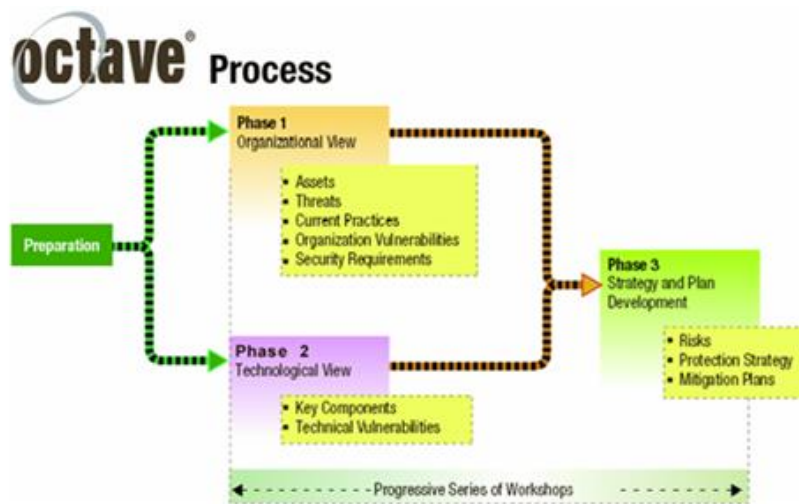 octave® Process
Phase 1
Organizational View
Assets
Threats
Current Practices
Organization Vulnerabilities
Security Requirements
Preparation
Phase 3
Strategy and Plan
Development
Risks
Protection Strategy
Mitigation Plans
Phase 2
Technological View
Key Components
Technical Vulnerabilities
Progressive Series of Workshops